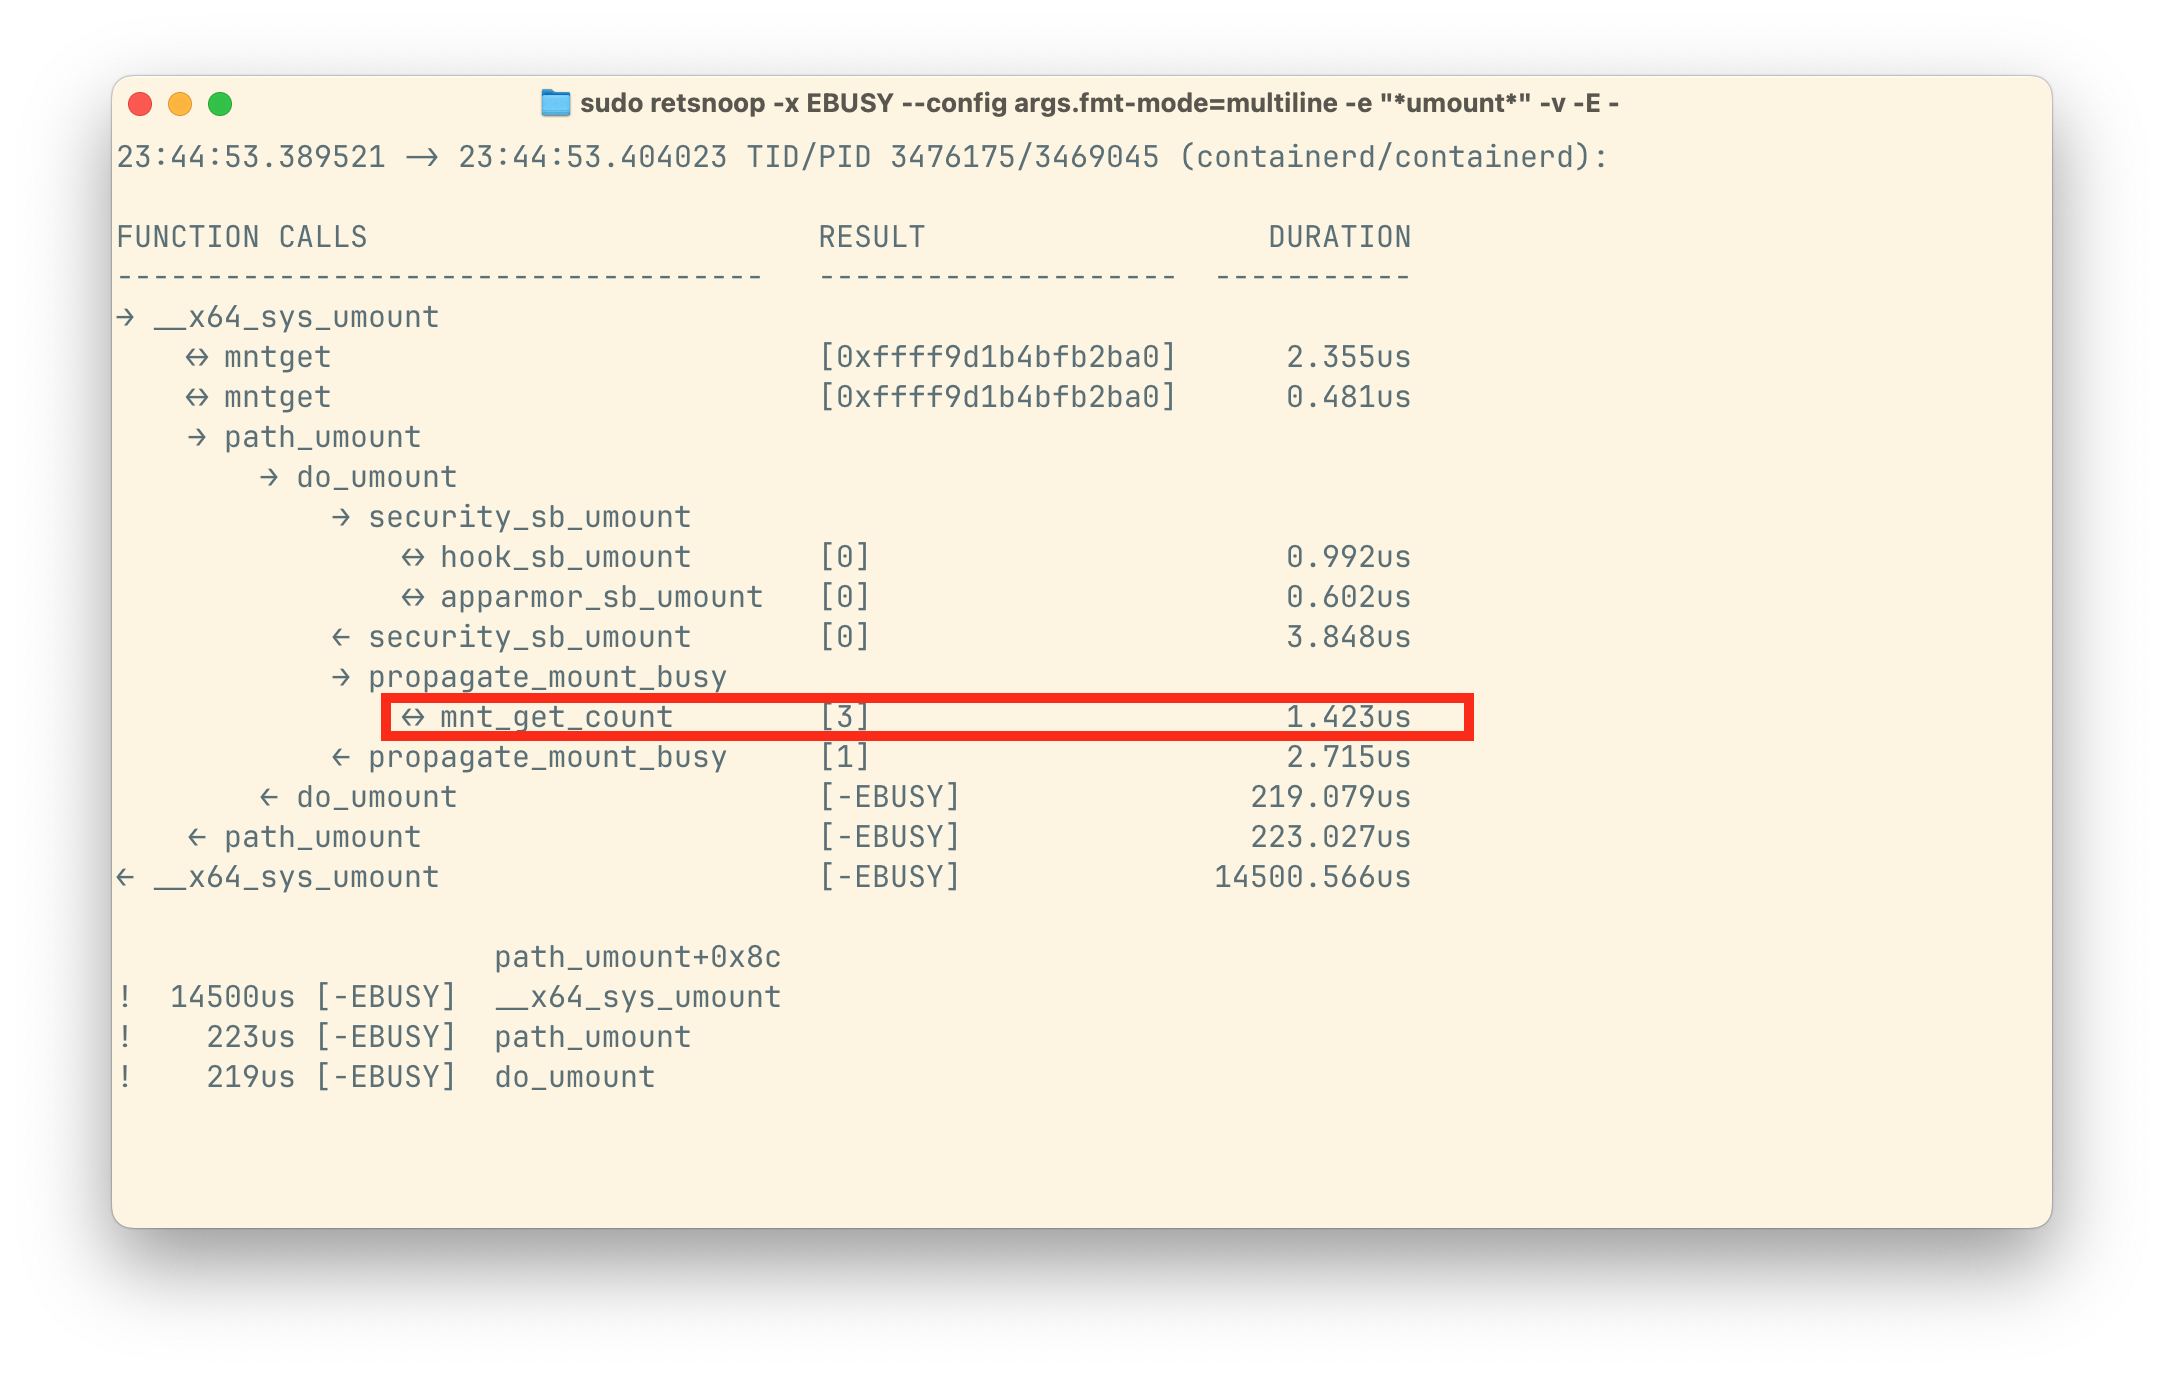 sudo retsnoop -x EBUSY --config args.fmt-mode=multiline -e "*umount*" -v -E -
23:44:53.389521 —> 23:44:53.404023 TID/PID 3476175/3469045 (containerd/containerd):
FUNCTION CALLS                         RESULT                   DURATION
------------------------------------   --------------------  -----------
→ __x64_sys_umount
    ↔ mntget                           [0xffff9d1b4bfb2ba0]      2.355us
    ↔ mntget                           [0xffff9d1b4bfb2ba0]      0.481us
    → path_umount
        → do_umount
            → security_sb_umount
                ↔ hook_sb_umount       [0]                       0.992us
                ↔ apparmor_sb_umount   [0]                       0.602us
            ← security_sb_umount       [0]                       3.848us
            → propagate_mount_busy
                ↔ mnt_get_count        [3]                       1.423us
            ← propagate_mount_busy     [1]                       2.715us
        ← do_umount                    [-EBUSY]                219.079us
    ← path_umount                      [-EBUSY]                223.027us
← __x64_sys_umount                     [-EBUSY]              14500.566us
                     path_umount+0x8c
!  14500us [-EBUSY]  __x64_sys_umount
!    223us [-EBUSY]  path_umount
!    219us [-EBUSY]  do_umount